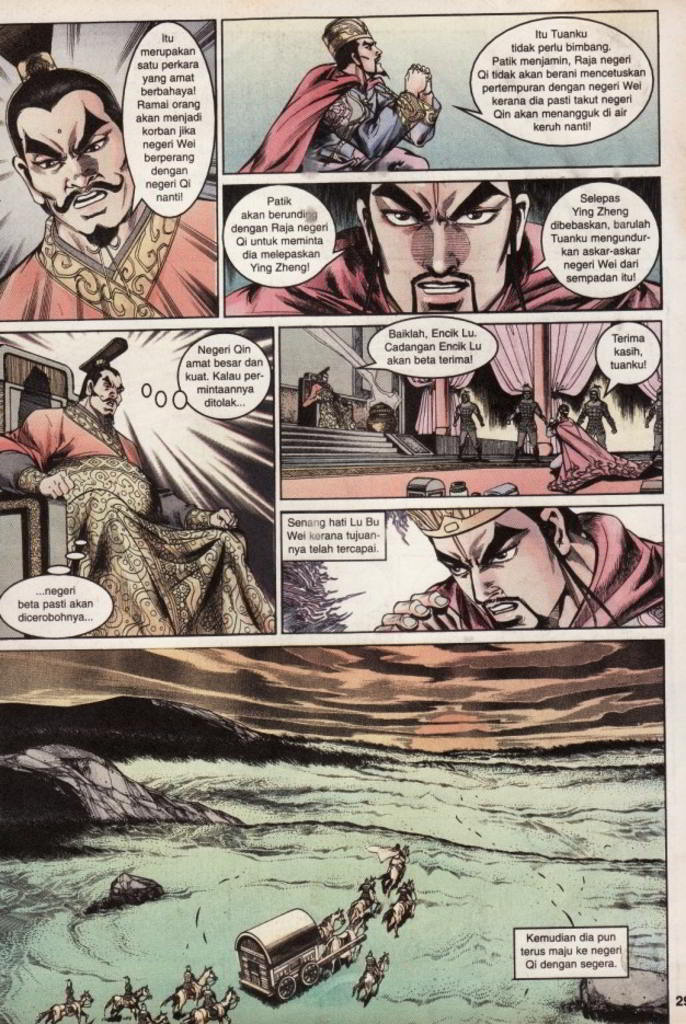 Itu
merupakan
satu perkara
yang amat
berbahaya!
Ramai orang
akan menjadi
korban jika
negeri Wei
berperang
dengan
negeri Qi
nanti!
Itu Tuanku
tidak perlu bimbang.
Patik menjamin, Raja negeri
Qi tidak akan berani mencetuskan
pertempuran dengan negeri Wei
kerana dia pasti takut negeri
Qin akan menangguk di air
keruh nanti!
Patik
akan berunding
dengan Raja negeri
Qi untuk meminta
dia melepaskan
Ying Zheng!
Selepas
Ying Zheng
dibebaskan, barulah
Tuanku mengundur-
kan askar-askar
negeri Wei dari
sempadan itu!
Negeri Qin
amat besar dan
kuat. Kalau per-
mintaannya
ditolak...
...negeri
beta pasti akan
dicerobohnya...
Baiklah, Encik Lu.
Cadangan Encik Lu
akan beta terima!
Terima
kasih,
tuanku!
Senang hati Lu Bu
Wei kerana tujuan-
nya telah tercapai.
Kemudian dia pun
terus maju ke negeri
Qi dengan segera.